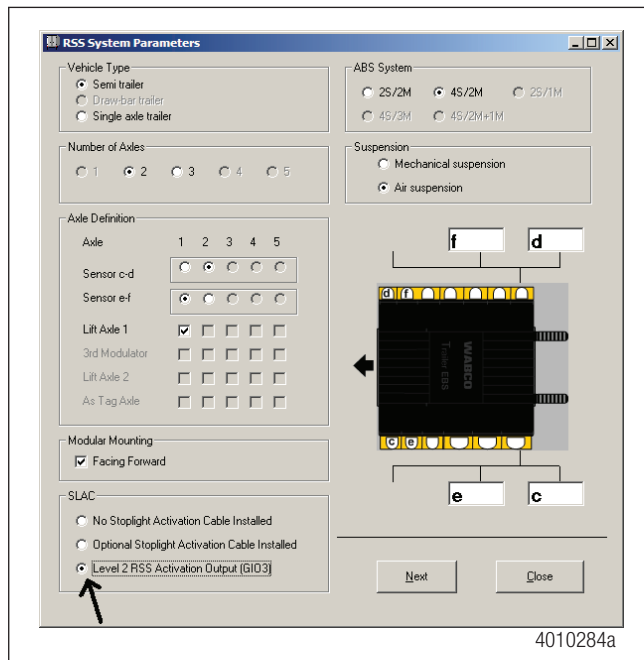 RSS System Parameters
Vehicle Type
Semi trailer
Draw-bar trailer
Single axle trailer
ABS System
2S/2M 4S/2M 2S/1M
4S/3M 4S/2M+1M
Number of Axles
1 2 3 4 5
Suspension
Mechanical suspension
Air suspension
Axle Definition
Axle 1 2 3 4 5
Sensor c-d
Sensor e-f
Lift Axle 1
3rd Modulator
Lift Axle 2
As Tag Axle
f d
d f
WABCO
Trailer EBS
c e
e c
Modular Mounting
Facing Forward
SLAC
No Stoplight Activation Cable Installed
Optional Stoplight Activation Cable Installed
Level 2 RSS Activation Output (GIO3)
Next Close
4010284a